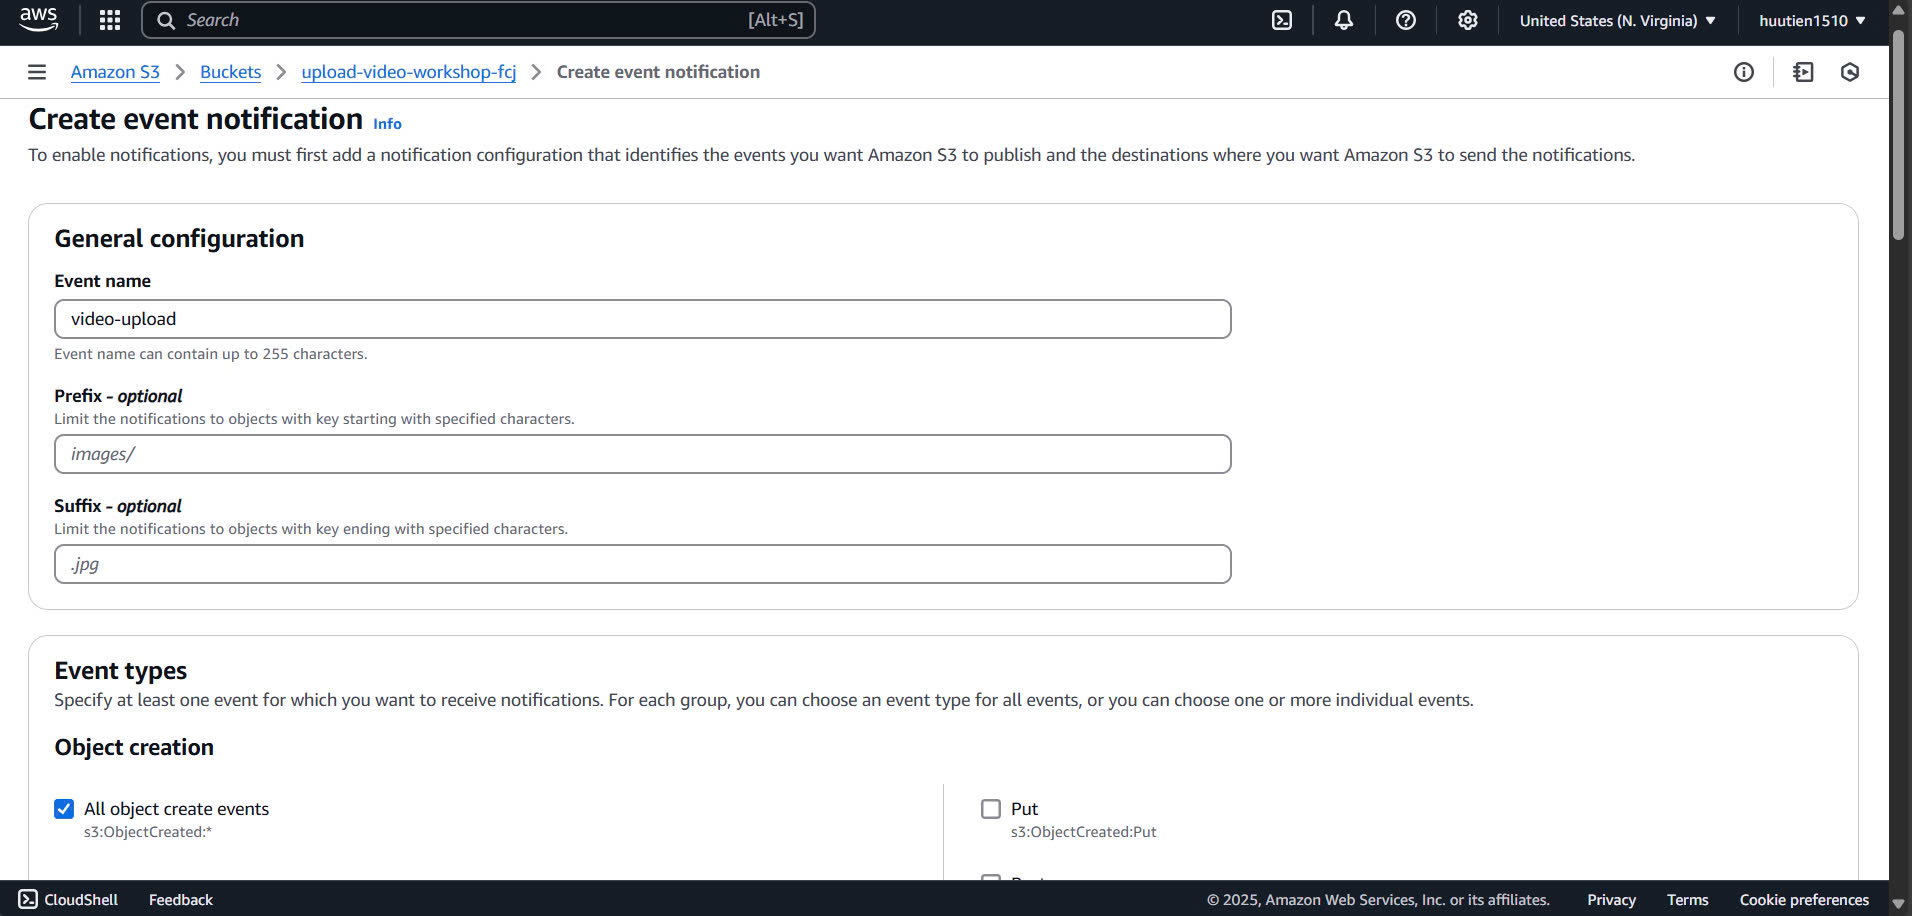 aws
Search
[Alt+S]
United States (N. Virginia)
huutien1510
Amazon S3
Buckets
upload-video-workshop-fcj
Create event notification
Create event notification Info
To enable notifications, you must first add a notification configuration that identifies the events you want Amazon S3 to publish and the destinations where you want Amazon S3 to send the notifications.
General configuration
Event name
video-upload
Event name can contain up to 255 characters.
Prefix - optional
Limit the notifications to objects with key starting with specified characters.
images/
Suffix - optional
Limit the notifications to objects with key ending with specified characters.
.jpg
Event types
Specify at least one event for which you want to receive notifications. For each group, you can choose an event type for all events, or you can choose one or more individual events.
Object creation
All object create events
s3:ObjectCreated:*
Put
s3:ObjectCreated:Put
CloudShell
Feedback
© 2025, Amazon Web Services, Inc. or its affiliates.
Privacy
Terms
Cookie preferences